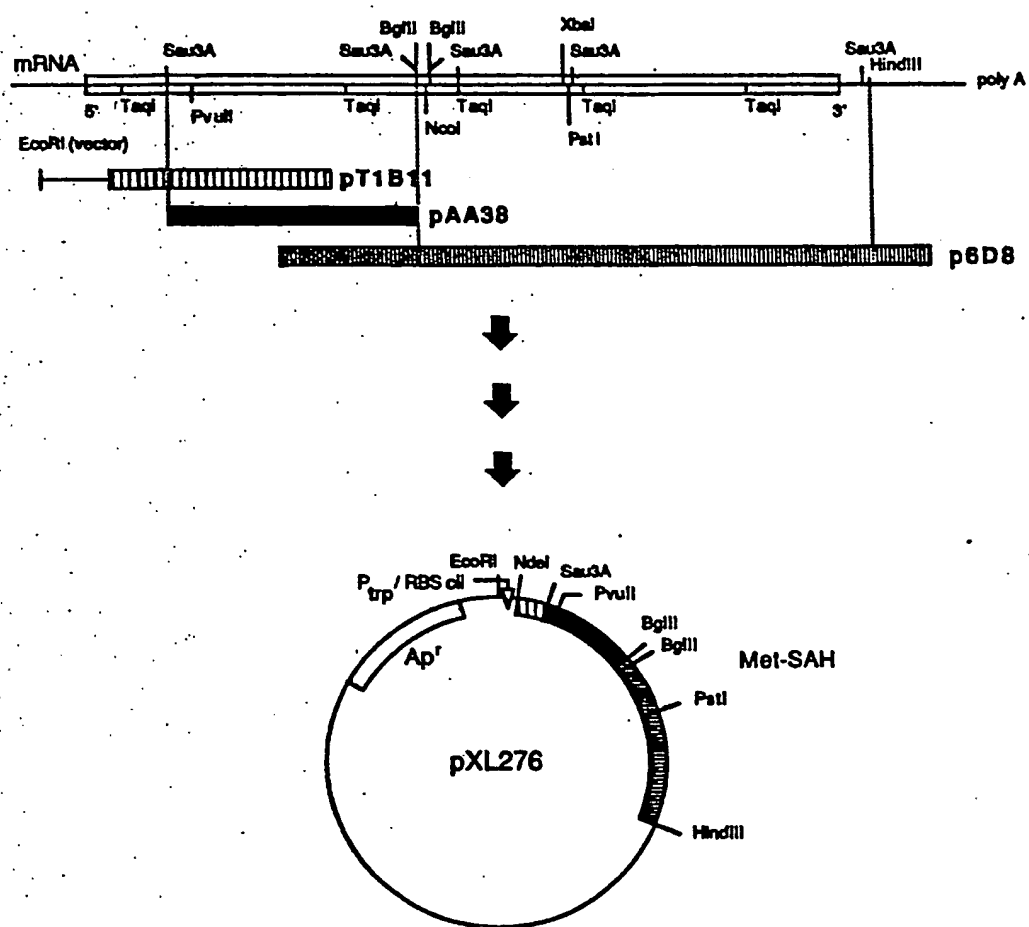 BglII BglII
XbaI
Sau3A
Sau3A
Sau3A
Sau3A
Sau3A
HindIII
mRNA
poly A
5'
TaqI
PvuII
TaqI
NcoI
TaqI
PstI
TaqI
TaqI
3'
EcoRI (vector)
pT1B11
pAA38
p6D8
EcoRI
NdeI
Sau3A
PvuII
Ptrp / RBS cII
BglII
BglII
Met-SAH
Apr
PstI
pXL276
HindIII